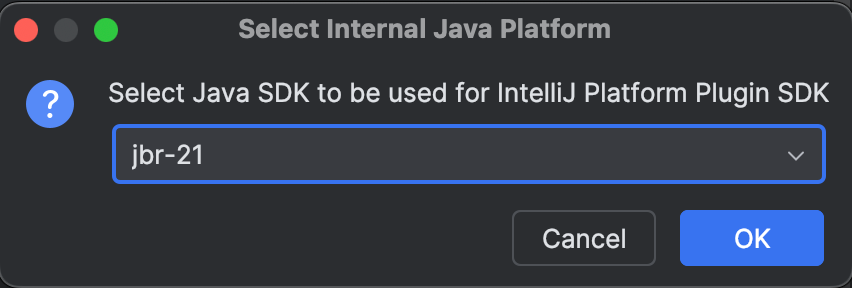 Select Internal Java Platform
?
Select Java SDK to be used for IntelliJ Platform Plugin SDK
jbr-21
Cancel
OK